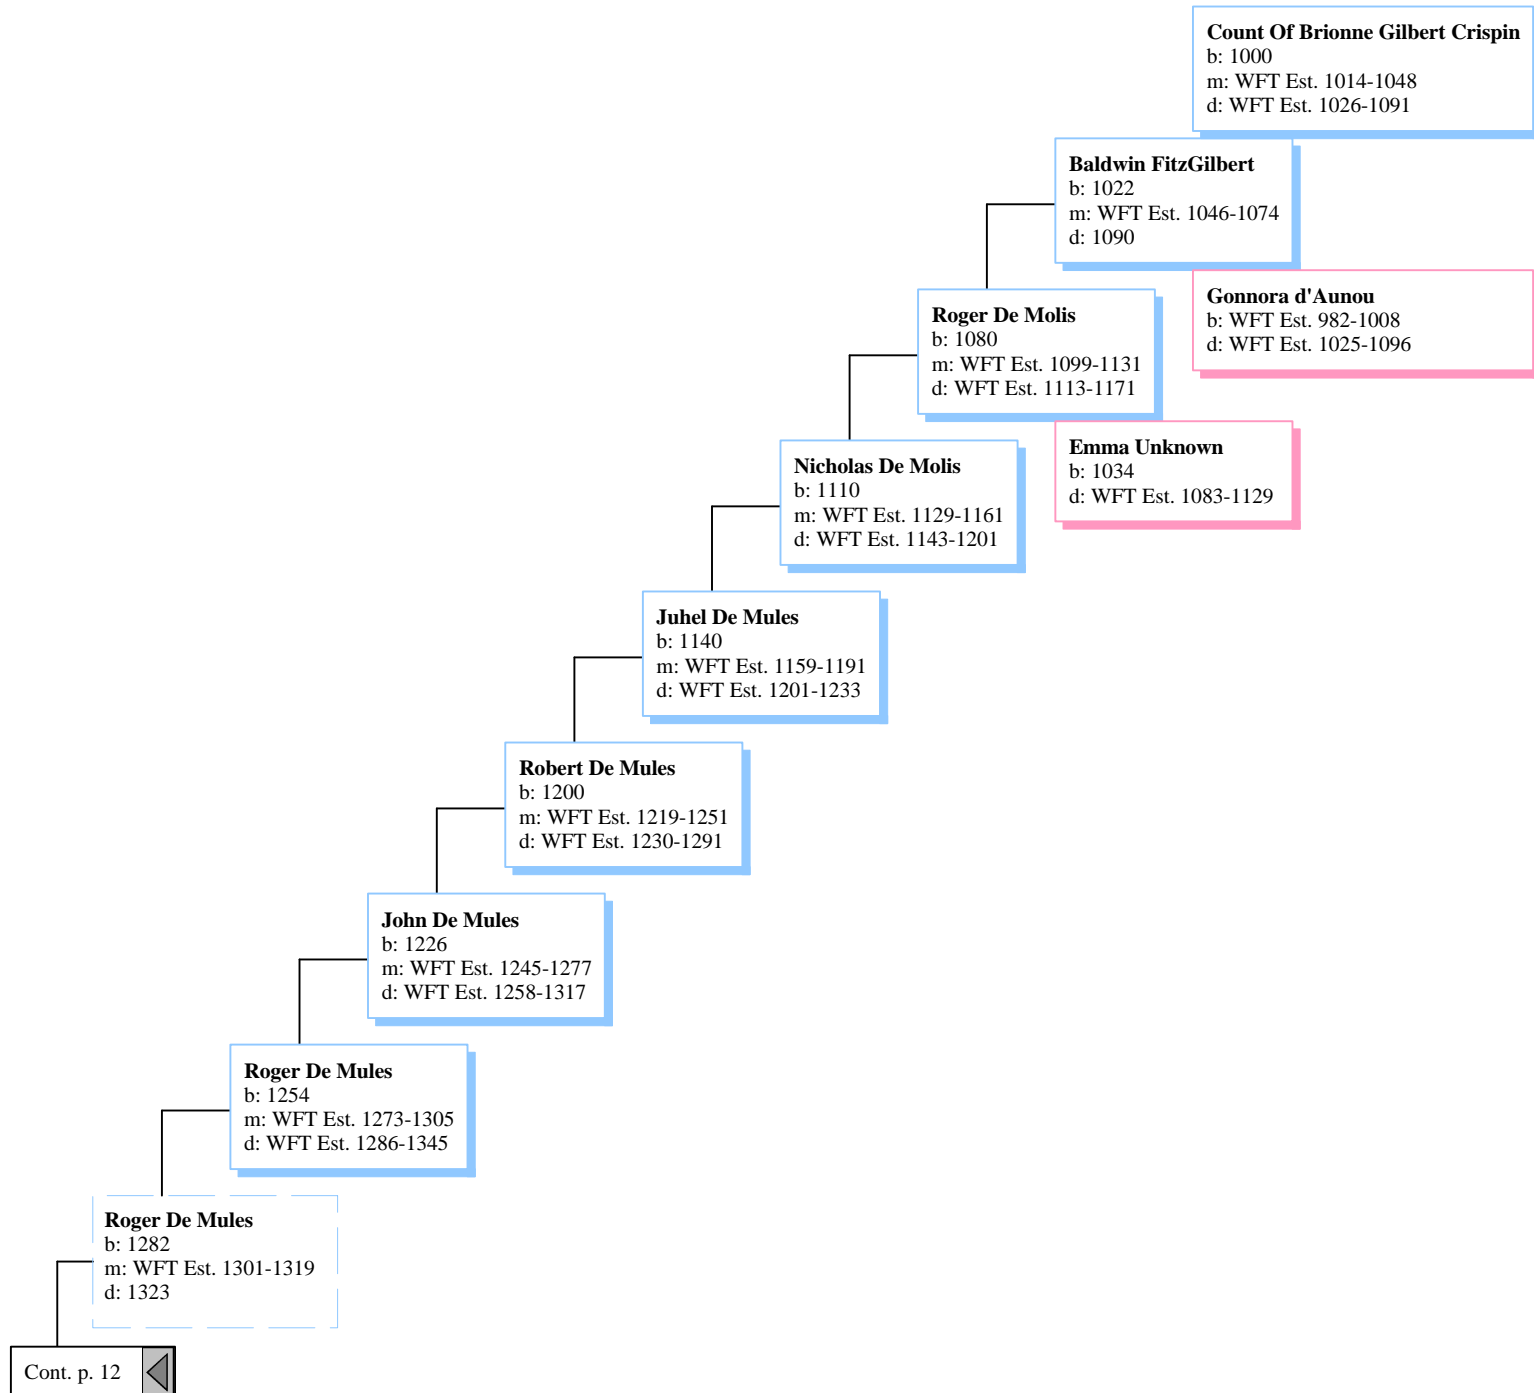 Count Of Brionne Gilbert Crispin
b: 1000
m: WFT Est. 1014-1048
d: WFT Est. 1026-1091
Baldwin FitzGilbert
b: 1022
m: WFT Est. 1046-1074
d: 1090
Gonnora d'Aunou
b: WFT Est. 982-1008
d: WFT Est. 1025-1096
Roger De Molis
b: 1080
m: WFT Est. 1099-1131
d: WFT Est. 1113-1171
Emma Unknown
b: 1034
d: WFT Est. 1083-1129
Nicholas De Molis
b: 1110
m: WFT Est. 1129-1161
d: WFT Est. 1143-1201
Juhel De Mules
b: 1140
m: WFT Est. 1159-1191
d: WFT Est. 1201-1233
Robert De Mules
b: 1200
m: WFT Est. 1219-1251
d: WFT Est. 1230-1291
John De Mules
b: 1226
m: WFT Est. 1245-1277
d: WFT Est. 1258-1317
Roger De Mules
b: 1254
m: WFT Est. 1273-1305
d: WFT Est. 1286-1345
Roger De Mules
b: 1282
m: WFT Est. 1301-1319
d: 1323
Cont. p. 12